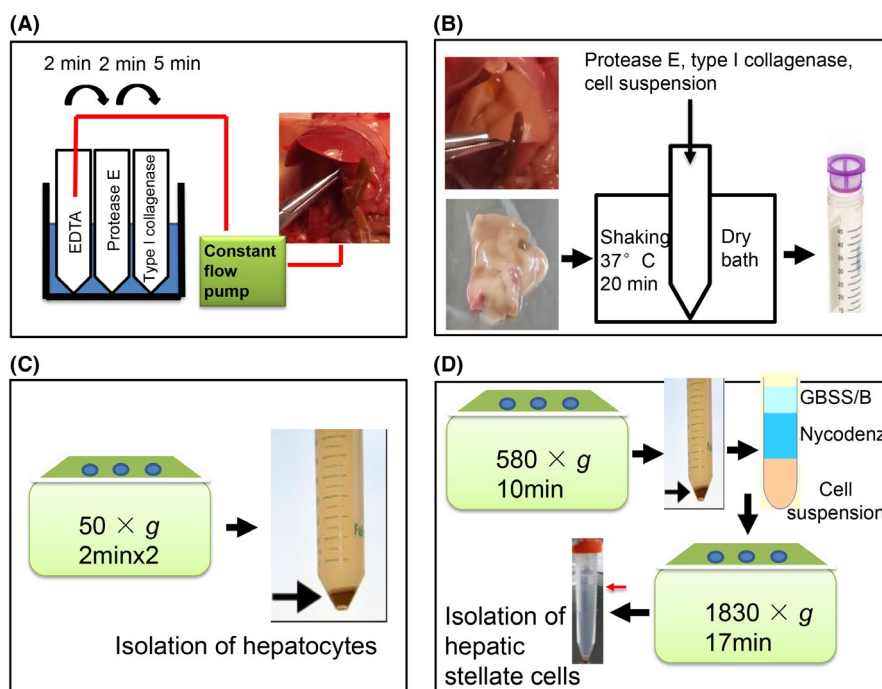 (A)
2 min 2 min 5 min
EDTA
Protease E
Type I collagenase
Constant
flow
pump
(B)
Protease E, type I collagenase,
cell suspension
Shaking
37° C
20 min
Dry
bath
(C)
50 × g
2minx2
Isolation of hepatocytes
(D)
580 × g
10min
GBSS/B
Nycodenz
Cell
suspension
1830 × g
17min
Isolation of
hepatic
stellate cells